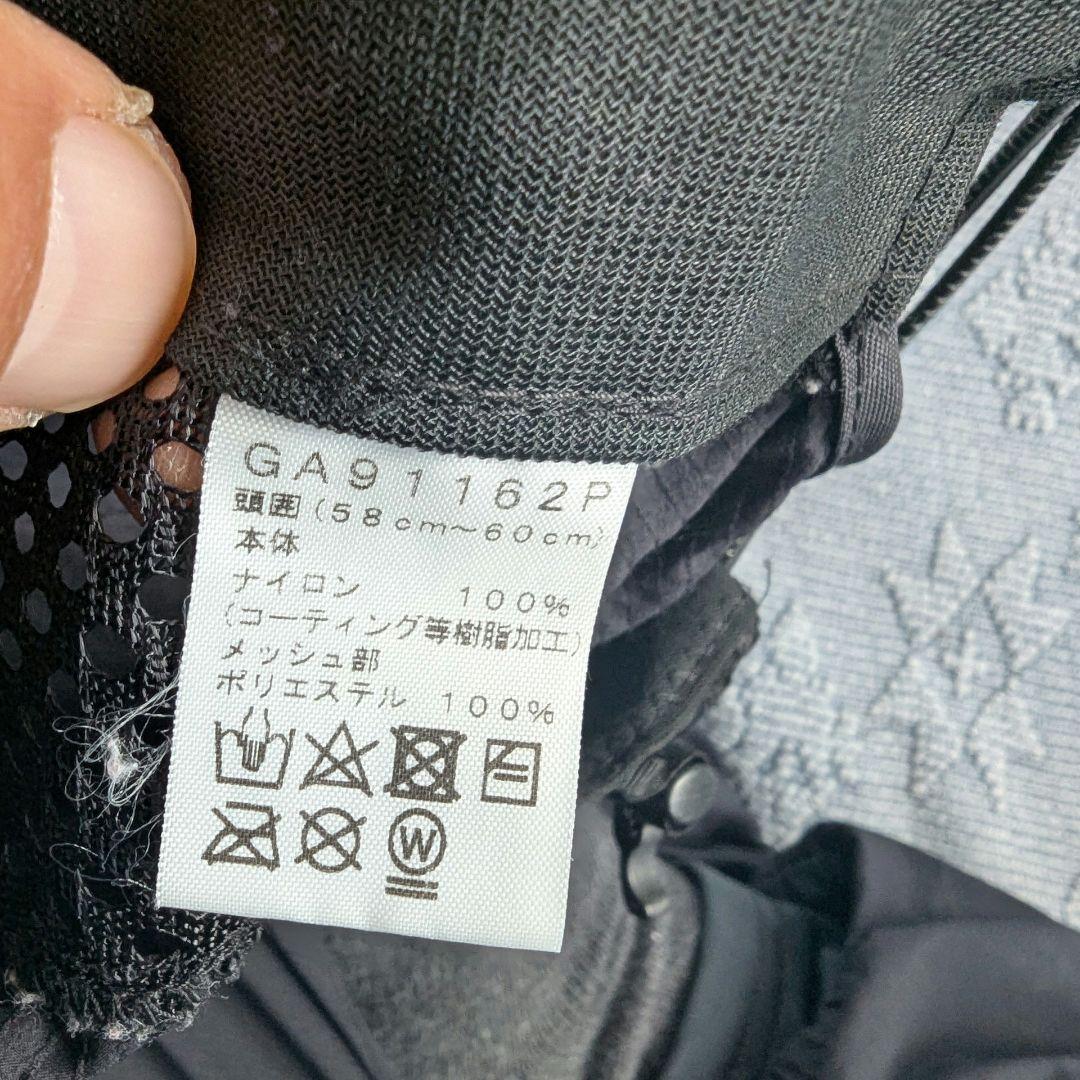 GA91162P
頭囲(58cm～60cm)
本体
ナイロン 100%
(コーティング等樹脂加工)
メッシュ部
ポリエステル 100%
W